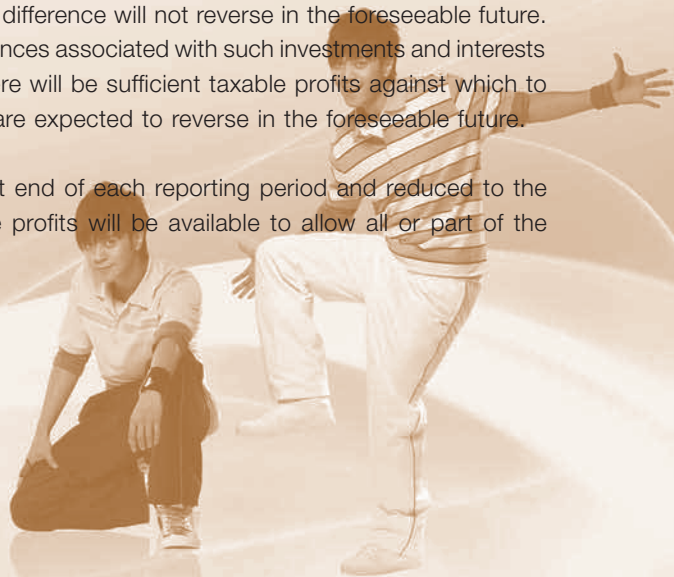 difference will not reverse in the foreseeable future.
nces associated with such investments and interests
re will be sufficient taxable profits against which to
are expected to reverse in the foreseeable future.
t end of each reporting period and reduced to the
profits will be available to allow all or part of the